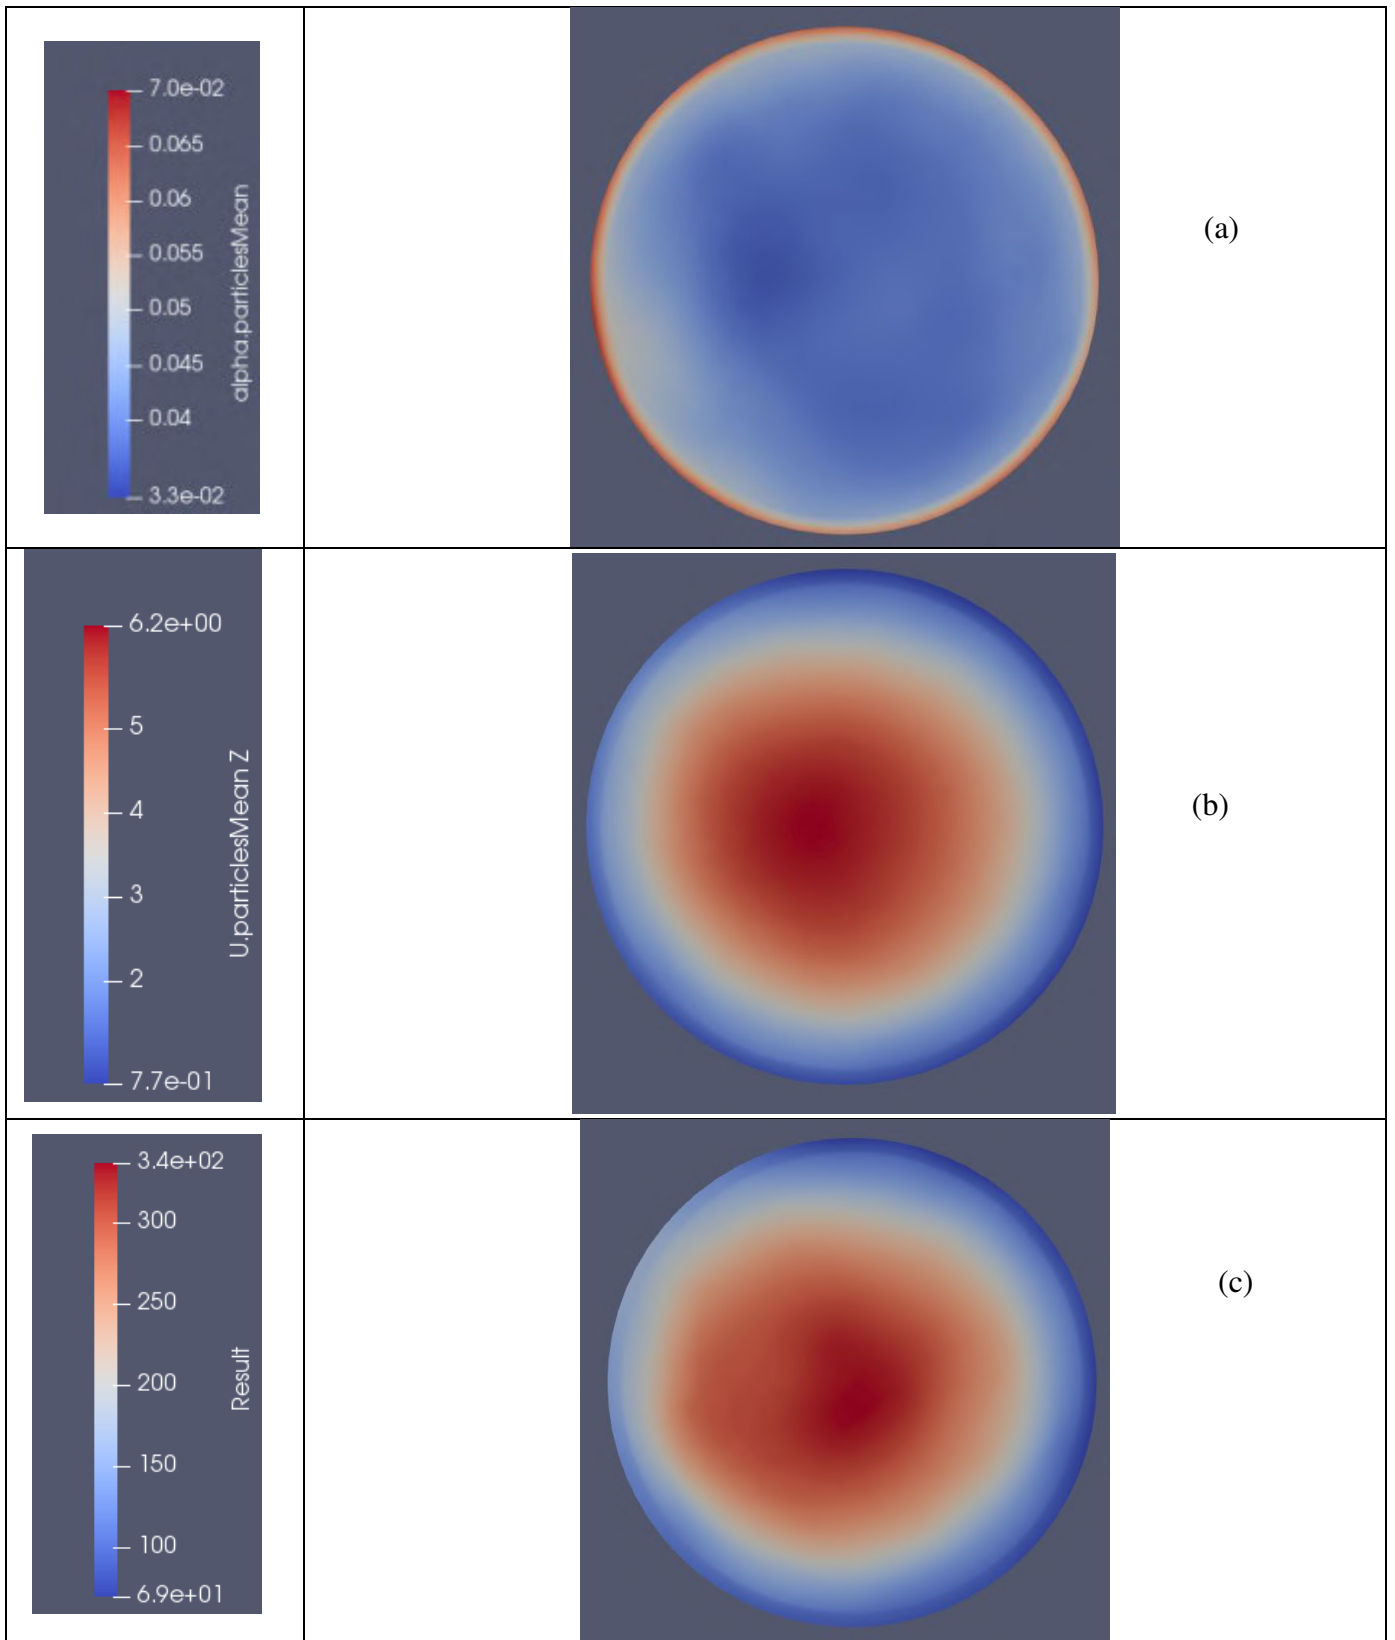 7.0e-02
0.065
0.06
0.055
0.05
0.045
0.04
3.3e-02
alpha.particlesMean
(a)
6.2e+00
5
4
3
2
7.7e-01
U.particlesMean Z
(b)
3.4e+02
300
250
200
150
100
6.9e+01
Result
(c)